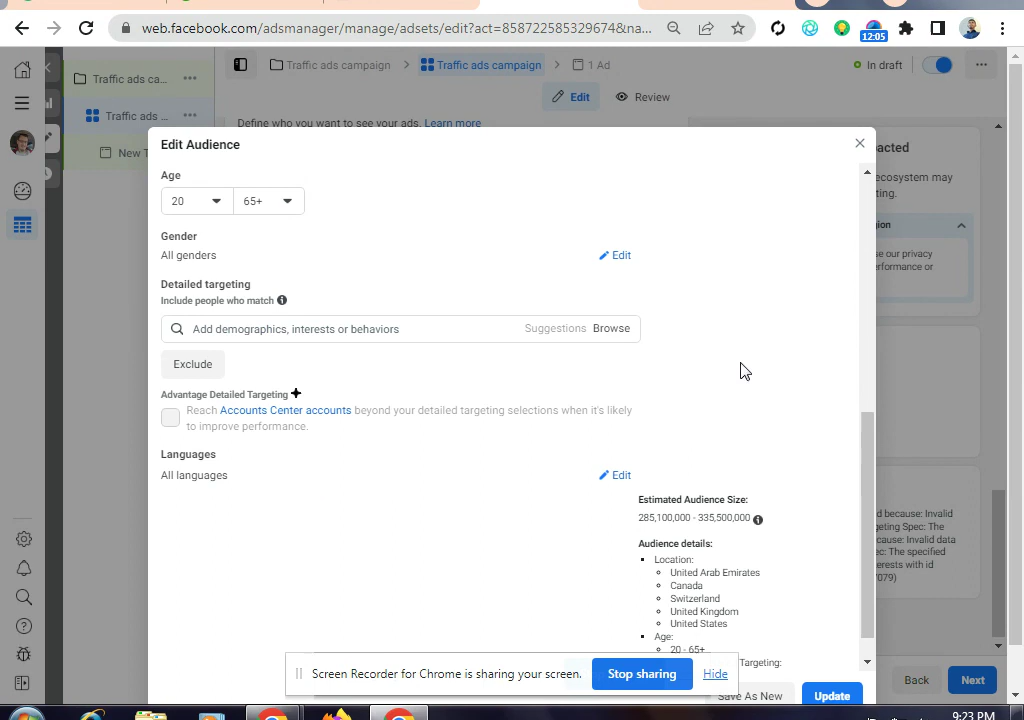 web.facebook.com/adsmanager/manage/adsets/edit?act=858722585329674&na...
12:05
Traffic ads ca...
Traffic ads campaign
Traffic ads campaign
1 Ad
In draft
Traffic ads ...
Edit
Review
Define who you want to see your ads. Learn more
New T
Edit Audience
pacted
ecosystem may
ting.
gion
se our privacy
erformance or
Age
20
65+
Gender
All genders
Edit
Detailed targeting
Include people who match
Add demographics, interests or behaviors
Suggestions
Browse
Exclude
Advantage Detailed Targeting
Reach Accounts Center accounts beyond your detailed targeting selections when it's likely
to improve performance.
Languages
All languages
Edit
Estimated Audience Size:
285,100,000 - 335,500,000
Audience details:
Location:
United Arab Emirates
Canada
Switzerland
United Kingdom
United States
Age:
20 - 65+
Targeting:
d because: Invalid
geting Spec: The
cause: Invalid data
ec: The specified
erests with id
079)
Screen Recorder for Chrome is sharing your screen.
Stop sharing
Hide
Save As New
Update
Back
Next
9:23 PM